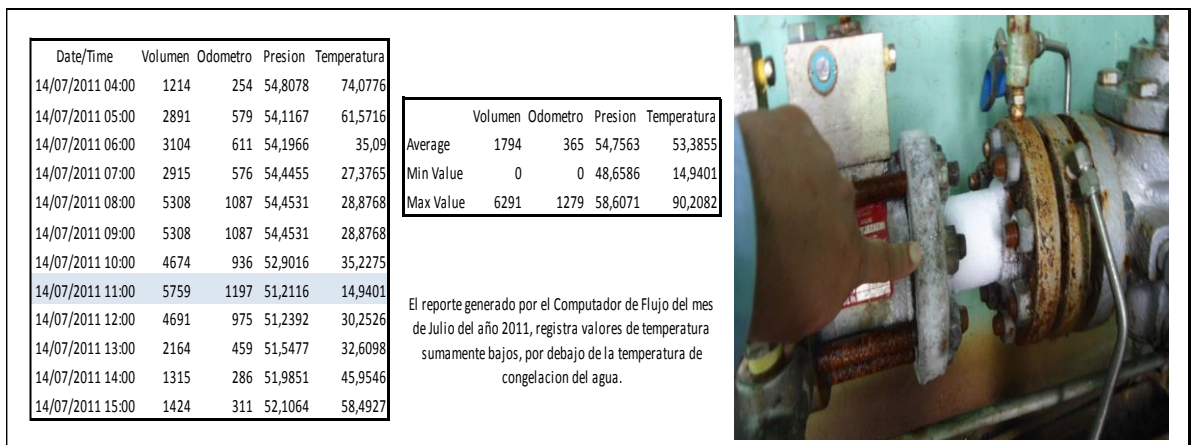 Date/Time Volumen Odometro Presion Temperatura
14/07/2011 04:00 1214 254 54,8078 74,0776
14/07/2011 05:00 2891 579 54,1167 61,5716
14/07/2011 06:00 3104 611 54,1966 35,09
14/07/2011 07:00 2915 576 54,4455 27,3765
14/07/2011 08:00 5308 1087 54,4531 28,8768
14/07/2011 09:00 5308 1087 54,4531 28,8768
14/07/2011 10:00 4674 936 52,9016 35,2275
14/07/2011 11:00 5759 1197 51,2116 14,9401
14/07/2011 12:00 4691 975 51,2392 30,2526
14/07/2011 13:00 2164 459 51,5477 32,6098
14/07/2011 14:00 1315 286 51,9851 45,9546
14/07/2011 15:00 1424 311 52,1064 58,4927
Volumen Odometro Presion Temperatura
Average 1794 365 54,7563 53,3855
Min Value 0 0 48,6586 14,9401
Max Value 6291 1279 58,6071 90,2082
El reporte generado por el Computador de Flujo del mes
de Julio del año 2011, registra valores de temperatura
sumamente bajos, por debajo de la temperatura de
congelacion del agua.